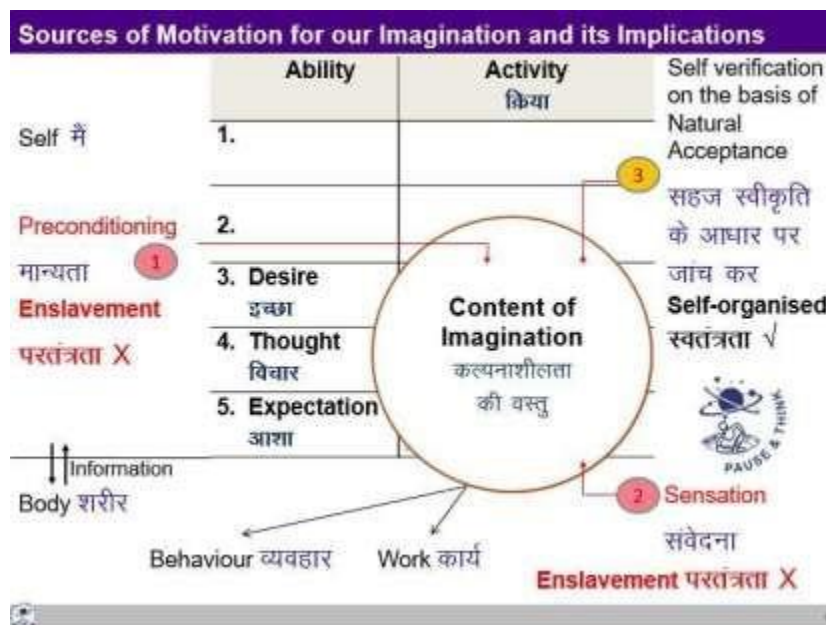 Sources of Motivation for our Imagination and its Implications
Ability
Activity
क्रिया
Self verification
on the basis of
Natural
Acceptance
Self मैं
1.
3
सहज स्वीकृति
के आधार पर
जांच कर
Self-organised
स्वतंत्रता √
Preconditioning
मान्यता
1
Enslavement
परतंत्रता X
2.
3. Desire
इच्छा
4. Thought
विचार
5. Expectation
आशा
Content of
Imagination
कल्पनाशीलता
की वस्तु
PAUSE & THINK
Information
Body शरीर
2
Sensation
संवेदना
Behaviour व्यवहार
Work कार्य
Enslavement परतंत्रता X